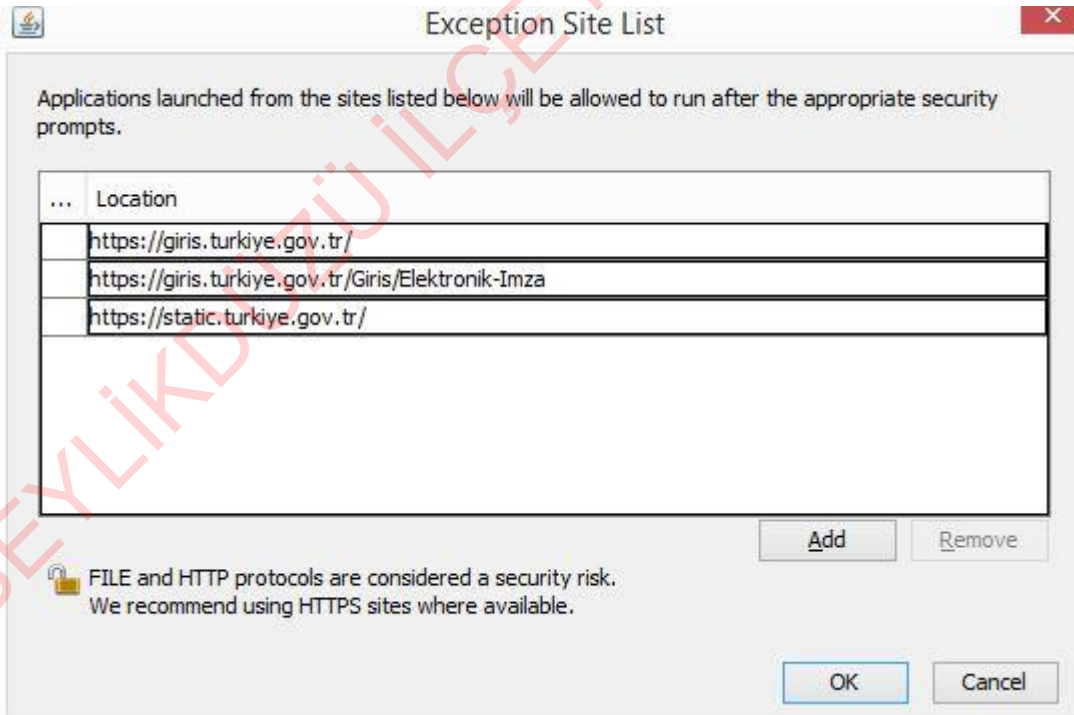 Exception Site List
Applications launched from the sites listed below will be allowed to run after the appropriate security
prompts.
... Location
https://giris.turkiye.gov.tr/
https://giris.turkiye.gov.tr/Giris/Elektronik-Imza
https://static.turkiye.gov.tr/
Add Remove
FILE and HTTP protocols are considered a security risk.
We recommend using HTTPS sites where available.
OK Cancel
EYLİKDÜZÜ İLÇE